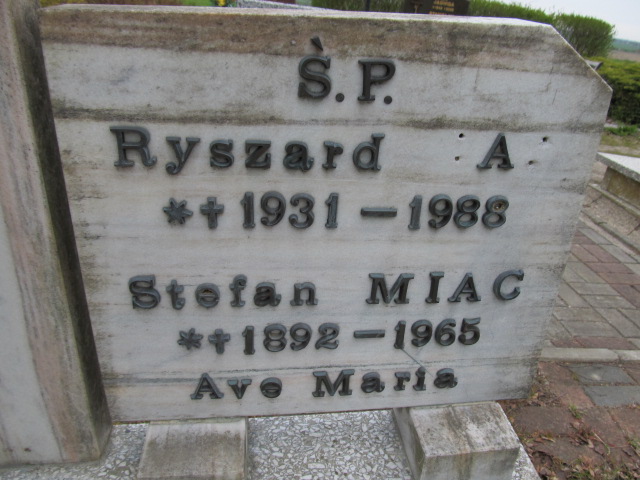 Ś.P.
Ryszard A
*† 1931-1988
Stefan MIAC
*† 1892-1965
Ave Maria